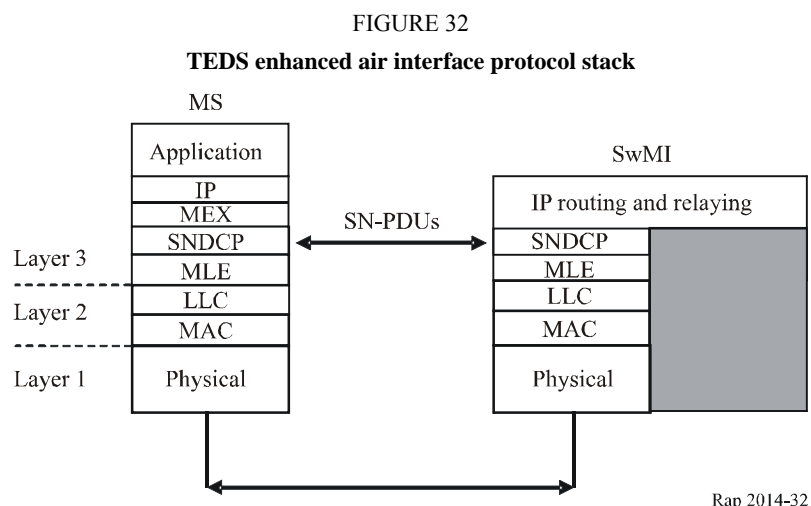 FIGURE 32
TEDS enhanced air interface protocol stack
MS
Application
IP
MEX
SNDCP
MLE
LLC
MAC
Physical
Layer 3
Layer 2
Layer 1
SN-PDUs
SwMI
IP routing and relaying
SNDCP
MLE
LLC
MAC
Physical
Rap 2014-32